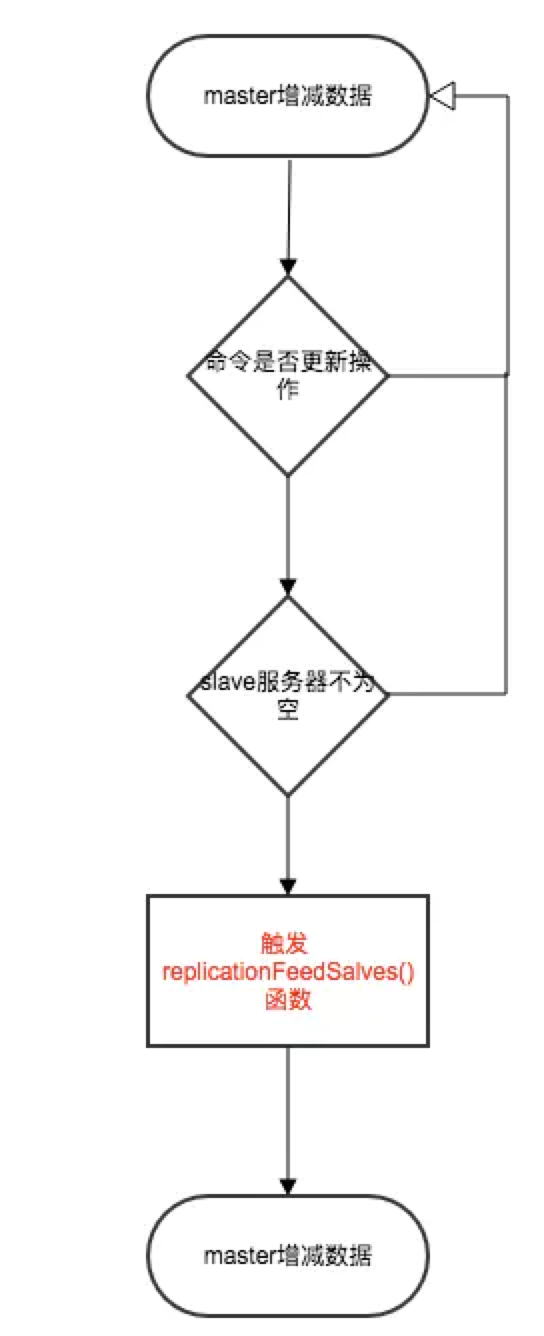 master增减数据
命令是否更新操
作
slave服务器不为
空
触发
replicationFeedSalves()
函数
master增减数据